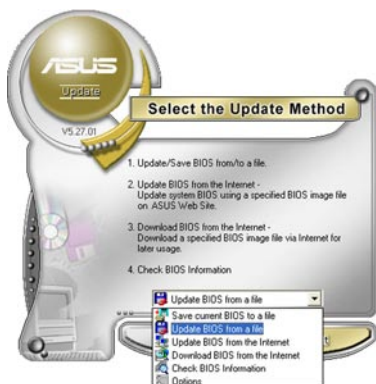 ASUS
Update
V5.27.01
Select the Update Method
1. Update/Save BIOS from/to a file.
2. Update BIOS from the Internet -
Update system BIOS using a specified BIOS image file
on ASUS Web Site.
3. Download BIOS from the Internet -
Download a specified BIOS image file via Internet for
later usage.
4. Check BIOS Information
Update BIOS from a file
Save current BIOS to a file
Update BIOS from a file
Update BIOS from the Internet
Download BIOS from the Internet
Check BIOS Information
Options